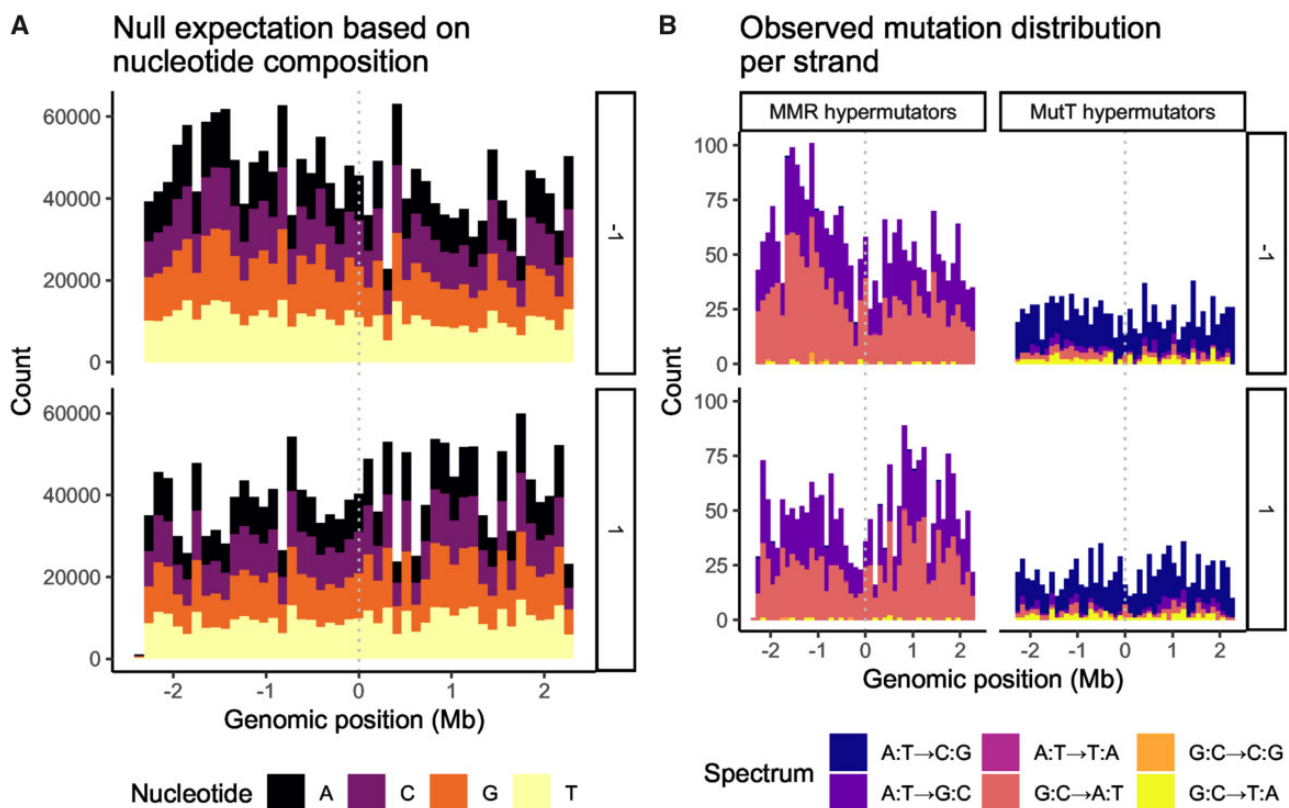 A
Null expectation based on
nucleotide composition
60000
40000
20000
0
-1
60000
40000
20000
0
1
Count
-2 -1 0 1 2
Genomic position (Mb)
Nucleotide A C G T
B
Observed mutation distribution
per strand
MMR hypermutators MutT hypermutators
100
75
50
25
0
-1
100
75
50
25
0
1
Count
-2 -1 0 1 2 -2 -1 0 1 2
Genomic position (Mb)
Spectrum
A:T→C:G A:T→T:A G:C→C:G
A:T→G:C G:C→A:T G:C→T:A